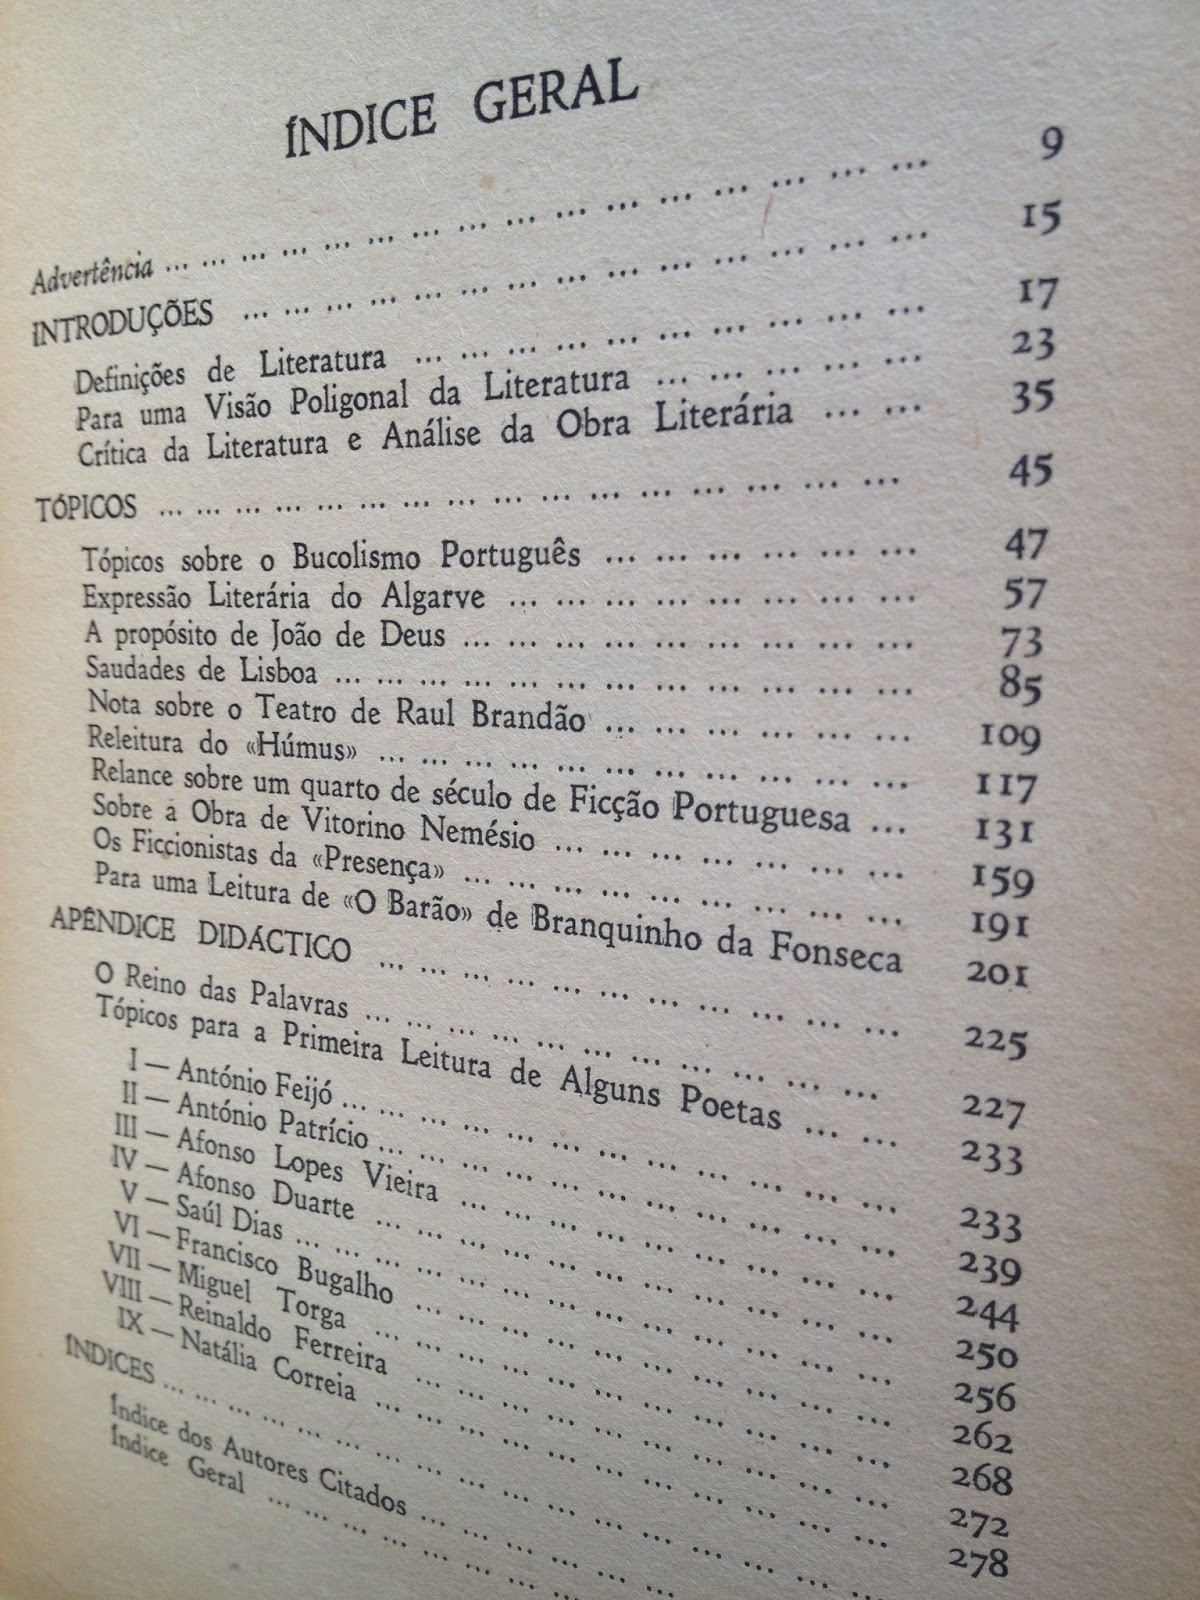 ÍNDICE GERAL
Advertência ... ... ... ... ... ... ... ... ... ... ... ... ... ... ... 9
INTRODUÇÕES ... ... ... ... ... ... ... ... ... ... ... ... ... ... 15
Definições de Literatura ... ... ... ... ... ... ... ... ... ... 17
Para uma Visão Poligonal da Literatura ... ... ... ... ... 23
Crítica da Literatura e Análise da Obra Literária ... ... 35
TÓPICOS ... ... ... ... ... ... ... ... ... ... ... ... ... ... ... 45
Tópicos sobre o Bucolismo Português ... ... ... ... ... ... 47
Expressão Literária do Algarve ... ... ... ... ... ... ... ... 57
A propósito de João de Deus ... ... ... ... ... ... ... ... ... 73
Saudades de Lisboa ... ... ... ... ... ... ... ... ... ... ... ... 85
Nota sobre o Teatro de Raul Brandão ... ... ... ... ... ... 109
Releitura do «Húmus» ... ... ... ... ... ... ... ... ... ... ... 117
Relance sobre um quarto de século de Ficção Portuguesa ... 131
Sobre a Obra de Vitorino Nemésio ... ... ... ... ... ... ... 159
Os Ficcionistas da «Presença» ... ... ... ... ... ... ... ... ... 191
Para uma Leitura de «O Barão» de Branquinho da Fonseca 201
APÊNDICE DIDÁCTICO ... ... ... ... ... ... ... ... ... ... ... 225
O Reino das Palavras ... ... ... ... ... ... ... ... ... ... ... 227
Tópicos para a Primeira Leitura de Alguns Poetas ... ... 233
I — António Feijó ... ... ... ... ... ... ... ... ... ... ... ... 233
II — António Patrício ... ... ... ... ... ... ... ... ... ... ... 239
III — Afonso Lopes Vieira ... ... ... ... ... ... ... ... ... 244
IV — Afonso Duarte ... ... ... ... ... ... ... ... ... ... ... 250
V — Saúl Dias ... ... ... ... ... ... ... ... ... ... ... ... ... 256
VI — Francisco Bugalho ... ... ... ... ... ... ... ... ... ... 262
VII — Miguel Torga ... ... ... ... ... ... ... ... ... ... ... 268
VIII — Reinaldo Ferreira ... ... ... ... ... ... ... ... ... ... 272
IX — Natália Correia ... ... ... ... ... ... ... ... ... ... ... 278
ÍNDICES ... ... ... ... ... ... ... ... ... ... ... ... ...
Índice dos Autores Citados ... ... ... ... ... ...
Índice Geral ... ... ... ... ... ... ... ...